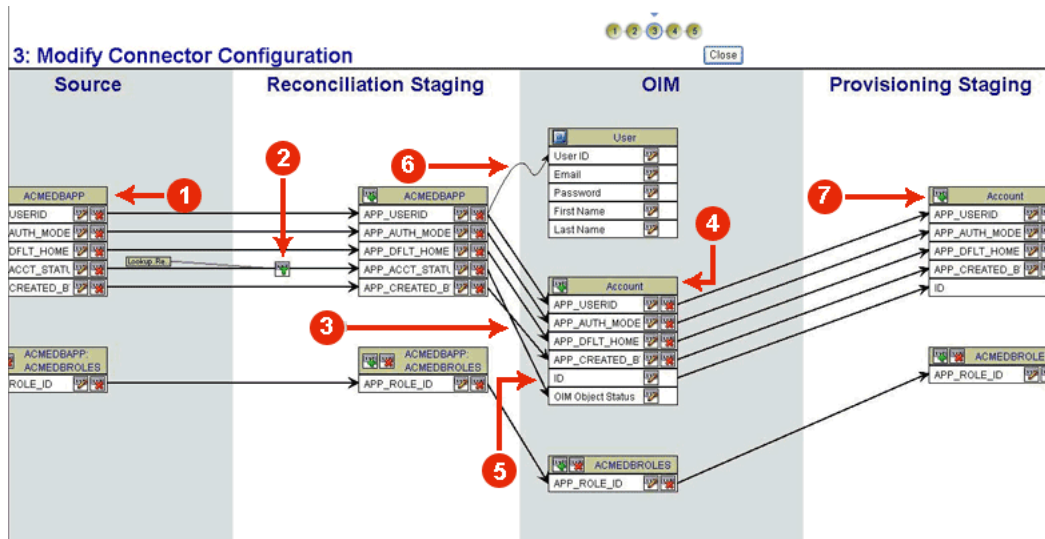 1 2 3 4 5
3: Modify Connector Configuration
Close
Source
Reconciliation Staging
OIM
Provisioning Staging
1
ACMEDBAPP
USERID
AUTH_MODE
DFLT_HOME
ACCT_STATU
CREATED_B
ACMEDBAPP:
ACMEDBROLES
ROLE_ID
2
Lookup.Re..
ACMEDBAPP
APP_USERID
APP_AUTH_MODE
APP_DFLT_HOME
APP_ACCT_STATU
APP_CREATED_B
ACMEDBAPP:
ACMEDBROLES
APP_ROLE_ID
6
3
5
User
User ID
Email
Password
First Name
Last Name
4
Account
APP_USERID
APP_AUTH_MODE
APP_DFLT_HOME
APP_CREATED_B
ID
OIM Object Status
ACMEDBROLES
APP_ROLE_ID
7
Account
APP_USERID
APP_AUTH_MODE
APP_DFLT_HOME
APP_CREATED_B
ID
ACMEDBROLE
APP_ROLE_ID